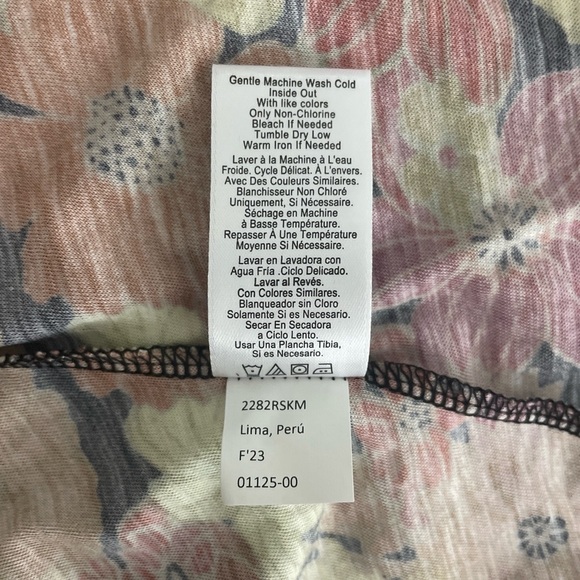 Gentle Machine Wash Cold
Inside Out
With like colors
Only Non-Chlorine
Bleach If Needed
Tumble Dry Low
Warm Iron If Needed
Laver à la Machine à L'eau
Froide. Cycle Délicat. À L'envers.
Avec Des Couleurs Similaires.
Blanchisseur Non Chloré
Uniquement, Si Nécessaire.
Séchage en Machine
à Basse Température.
Repasser À Une Température
Moyenne Si Nécessaire.
Lavar en Lavadora con
Agua Fria .Ciclo Delicado.
Lavar al Revés.
Con Colores Similares.
Blanqueador sin Cloro
Solamente Si es Necesario.
Secar En Secadora
a Ciclo Lento.
Usar Una Plancha Tibia,
Si es Necesario.
2282RSKM
Lima, Perú
F'23
01125-00